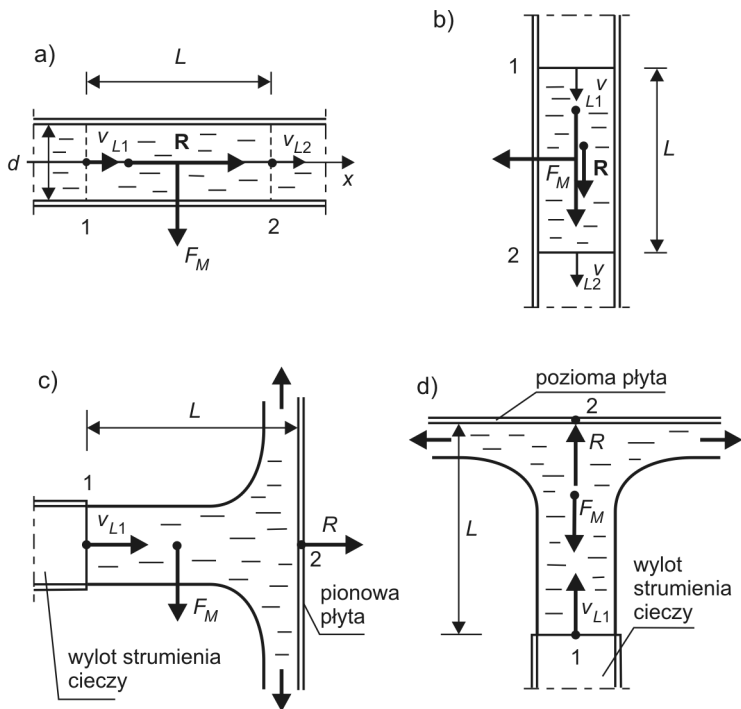 a)
L
d
v L1
R
v L2
x
1
2
F M
b)
1
v L1
L
F M
R
2
v L2
c)
L
1
v L1
R
2
F M
pionowa
płyta
wylot strumienia
cieczy
d)
pozioma płyta
2
R
L
F M
wylot
strumienia
cieczy
v L1
1